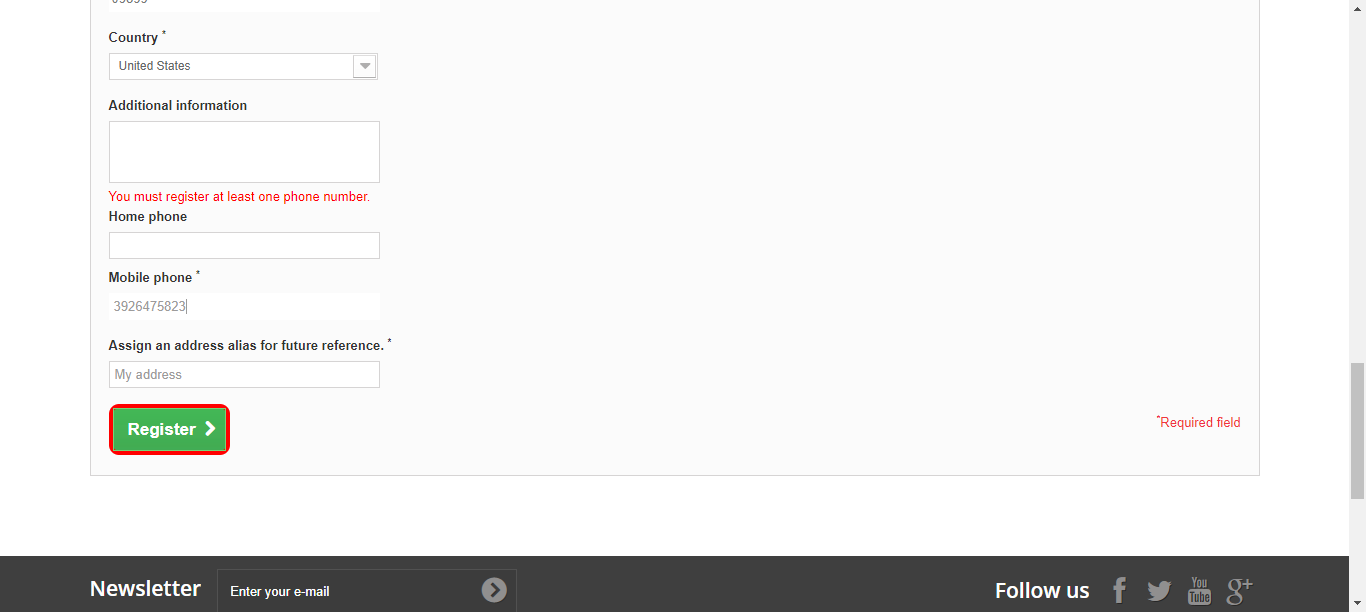 Country *
United States
Additional information
You must register at least one phone number.
Home phone
Mobile phone *
3926475823
Assign an address alias for future reference. *
My address
Register
*Required field
Newsletter
Enter your e-mail
Follow us
You
Tube
g+